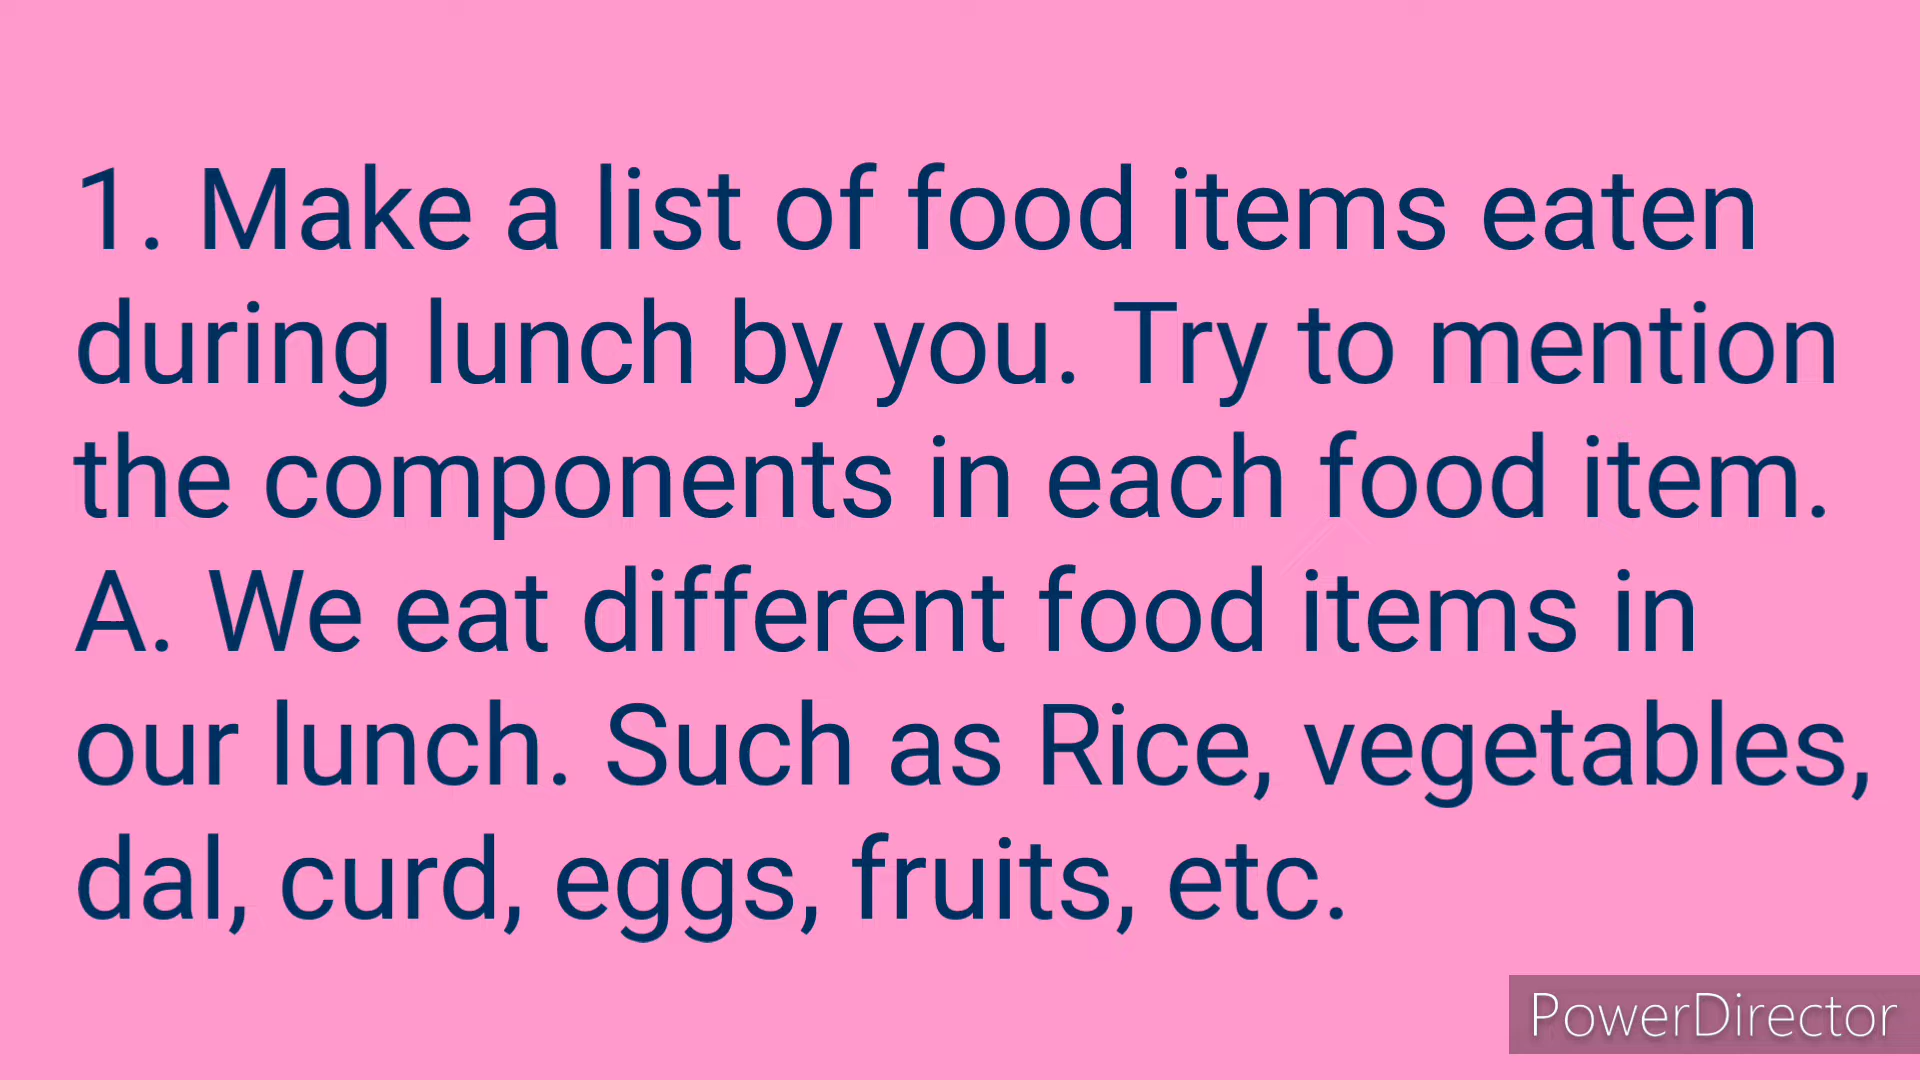 1. Make a list of food items eaten
during lunch by you. Try to mention
the components in each food item.
A. We eat different food items in
our lunch. Such as Rice, vegetables,
dal, curd, eggs, fruits, etc.
PowerDirector